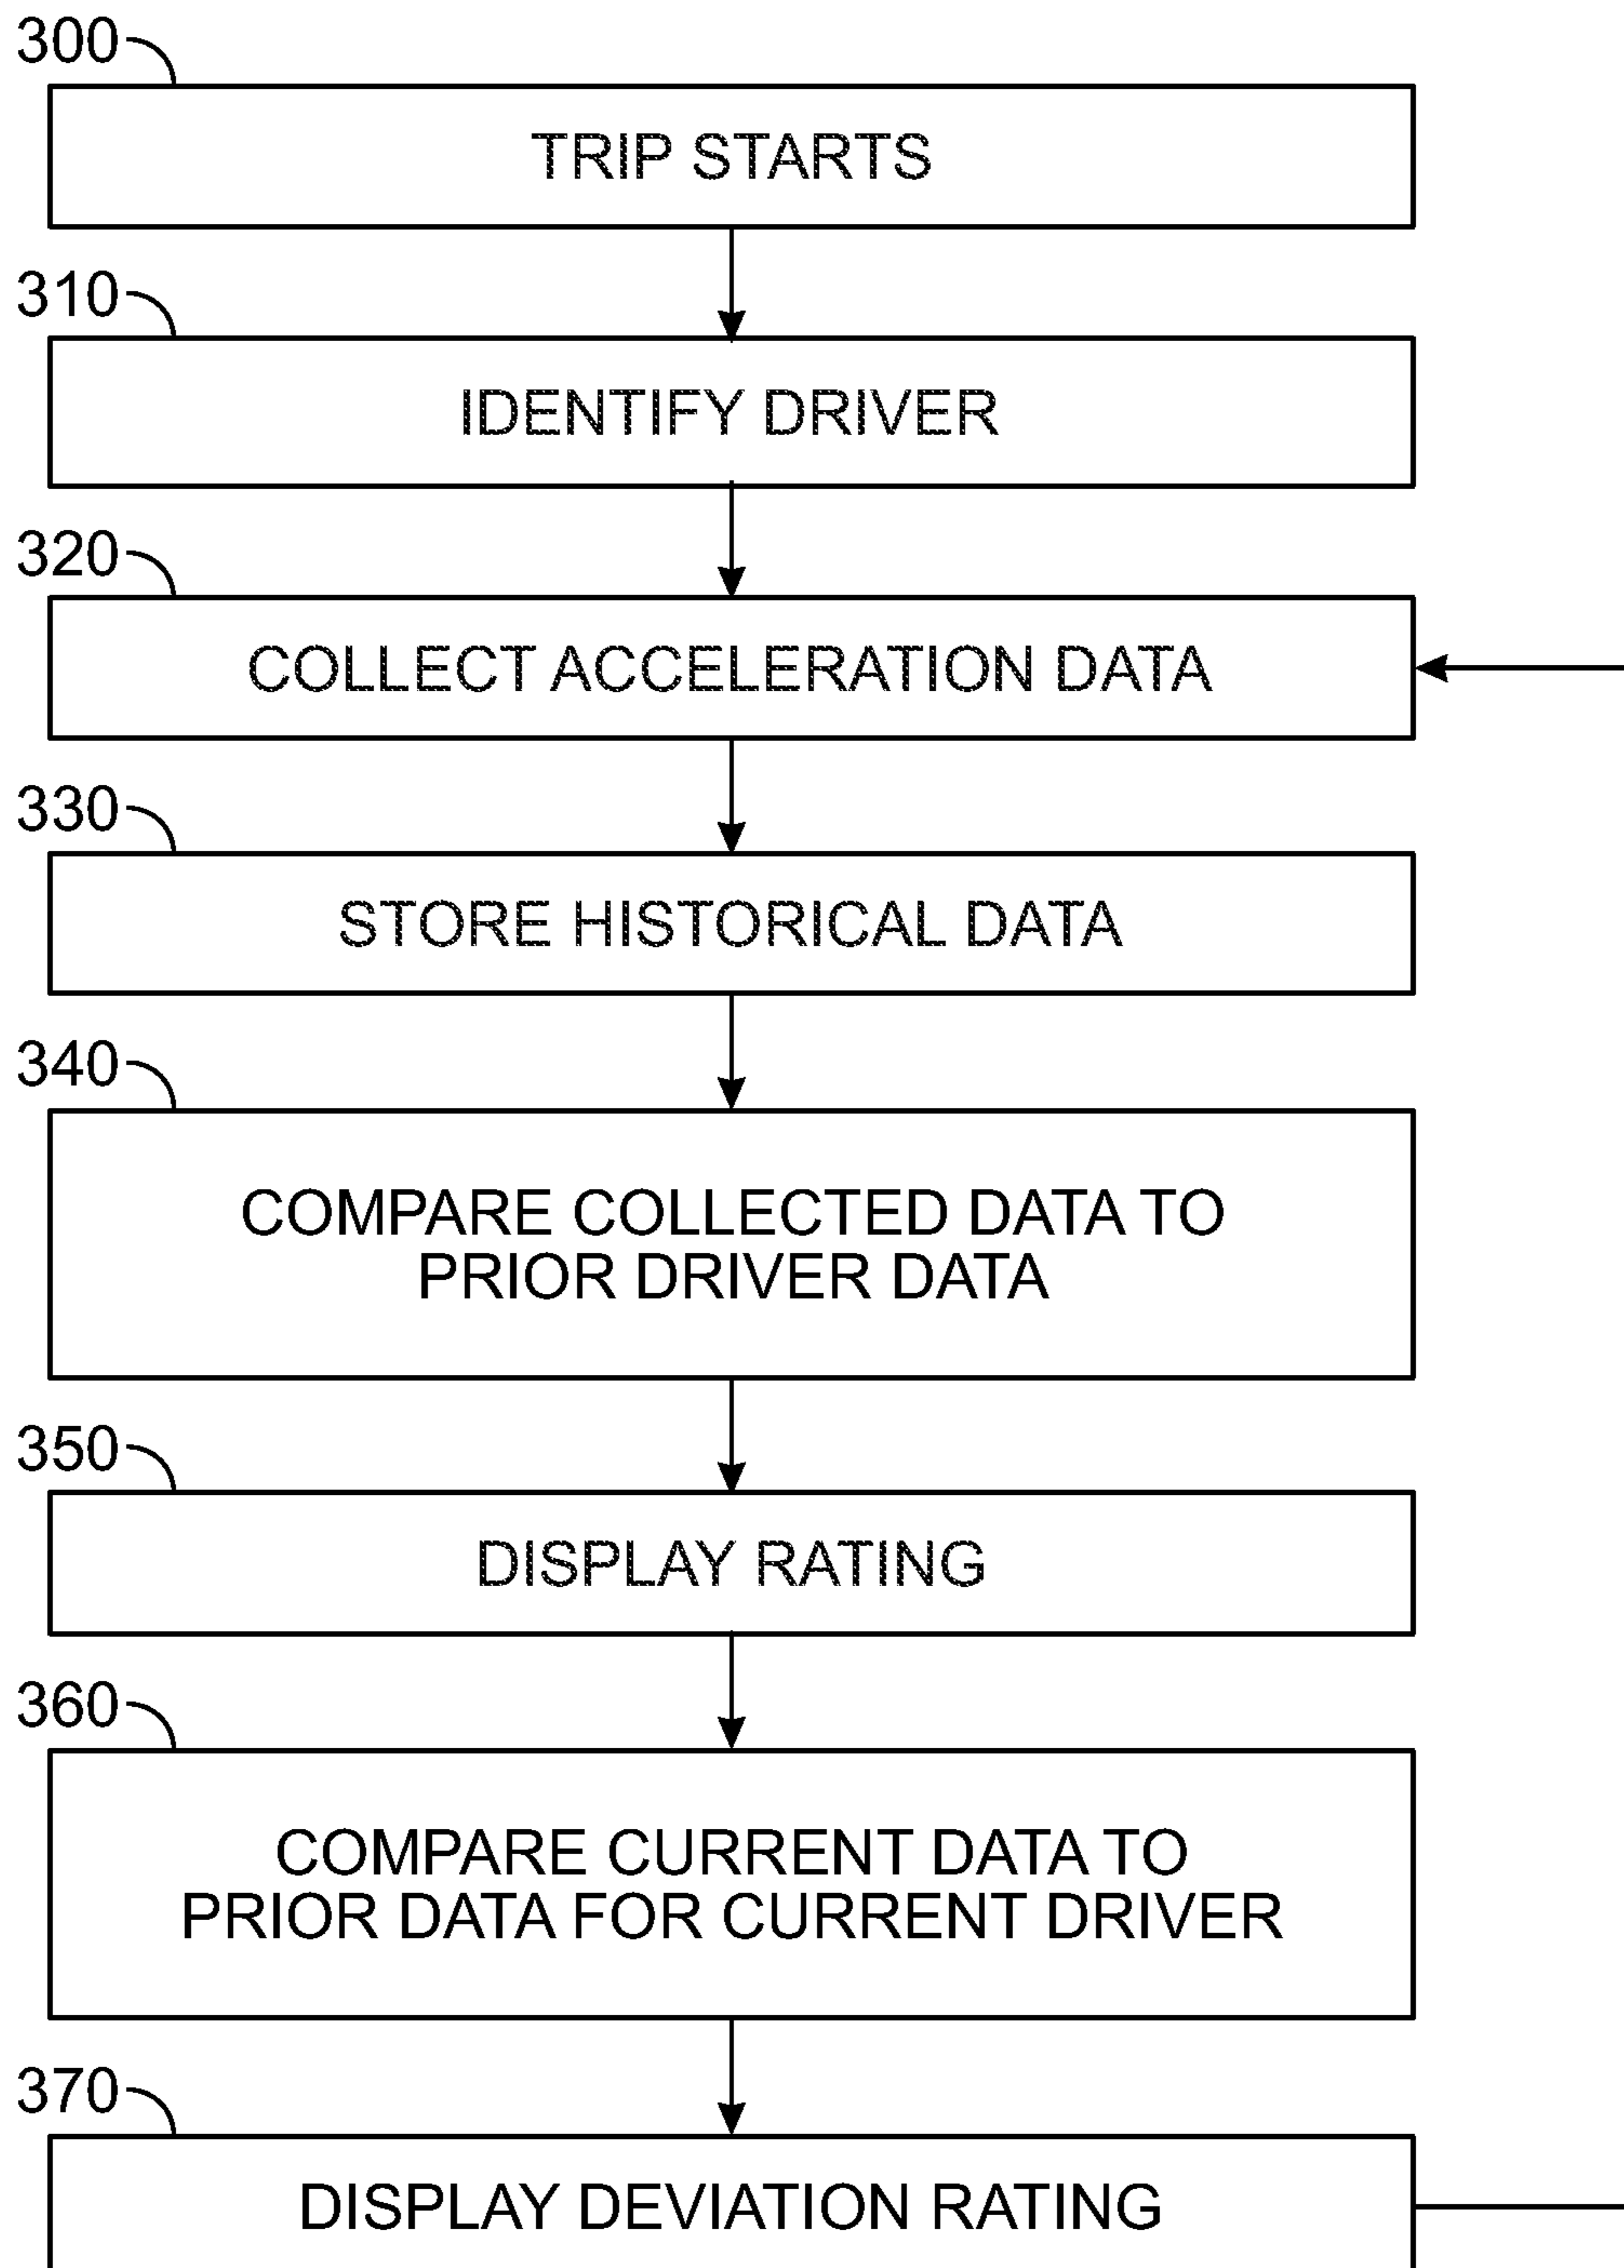 300
TRIP STARTS
310
IDENTIFY DRIVER
320
COLLECT ACCELERATION DATA
330
STORE HISTORICAL DATA
340
COMPARE COLLECTED DATA TO
PRIOR DRIVER DATA
350
DISPLAY RATING
360
COMPARE CURRENT DATA TO
PRIOR DATA FOR CURRENT DRIVER
370
DISPLAY DEVIATION RATING